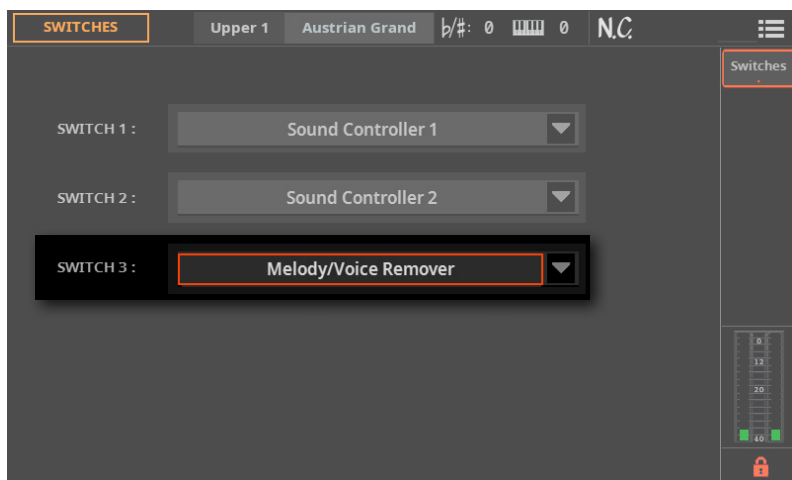 SWITCHES Upper 1 Austrian Grand ♭/#: 0 0 N.C.
Switches
SWITCH 1 : Sound Controller 1
SWITCH 2 : Sound Controller 2
SWITCH 3 : Melody/Voice Remover
0
12
20
40